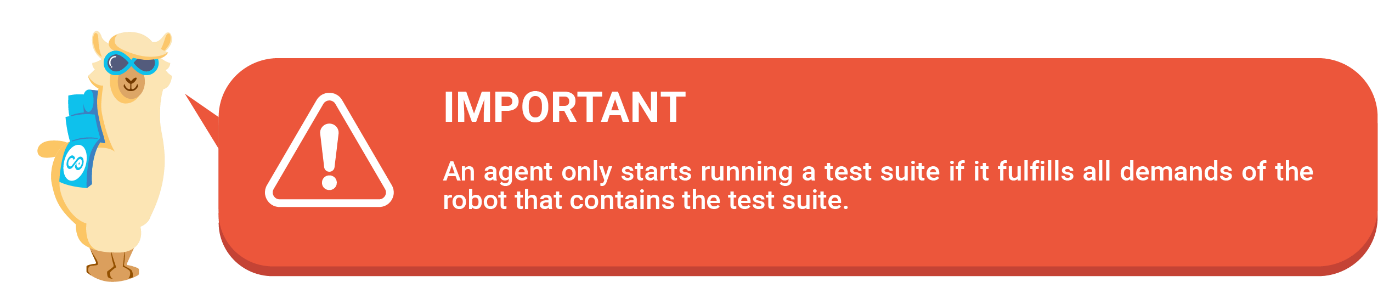 IMPORTANT
An agent only starts running a test suite if it fulfills all demands of the
robot that contains the test suite.